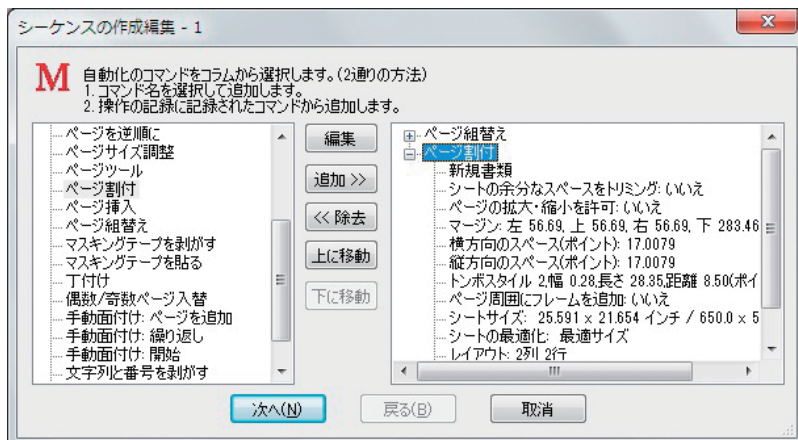 シーケンスの作成編集 - 1
M
自動化のコマンドをコラムから選択します。(2通りの方法)
1. コマンド名を選択して追加します。
2. 操作の記録に記録されたコマンドから追加します。
ページを逆順に
ページサイズ調整
ページツール
ページ割付
ページ挿入
ページ組替え
マスキングテープを剥がす
マスキングテープを貼る
丁付け
偶数/奇数ページ入替
手動面付け: ページを追加
手動面付け: 繰り返し
手動面付け: 開始
文字列と番号を剥がす
編集
追加 >>
<< 除去
上に移動
下に移動
ページ組替え
ページ割付
新規書類
シートの余分なスペースをトリミング: いいえ
ページの拡大・縮小を許可: いいえ
マージン: 左 56.69, 上 56.69, 右 56.69, 下 283.46
横方向のスペース(ポイント): 17.0079
縦方向のスペース(ポイント): 17.0079
トンボスタイル 2,幅 0.28,長さ 28.35,距離 8.50(ポイ
ページ周囲にフレームを追加: いいえ
シートサイズ: 25.591 x 21.654 インチ / 650.0 x 5
シートの最適化: 最適サイズ
レイアウト: 2列 2行
次へ(N)
戻る(B)
取消